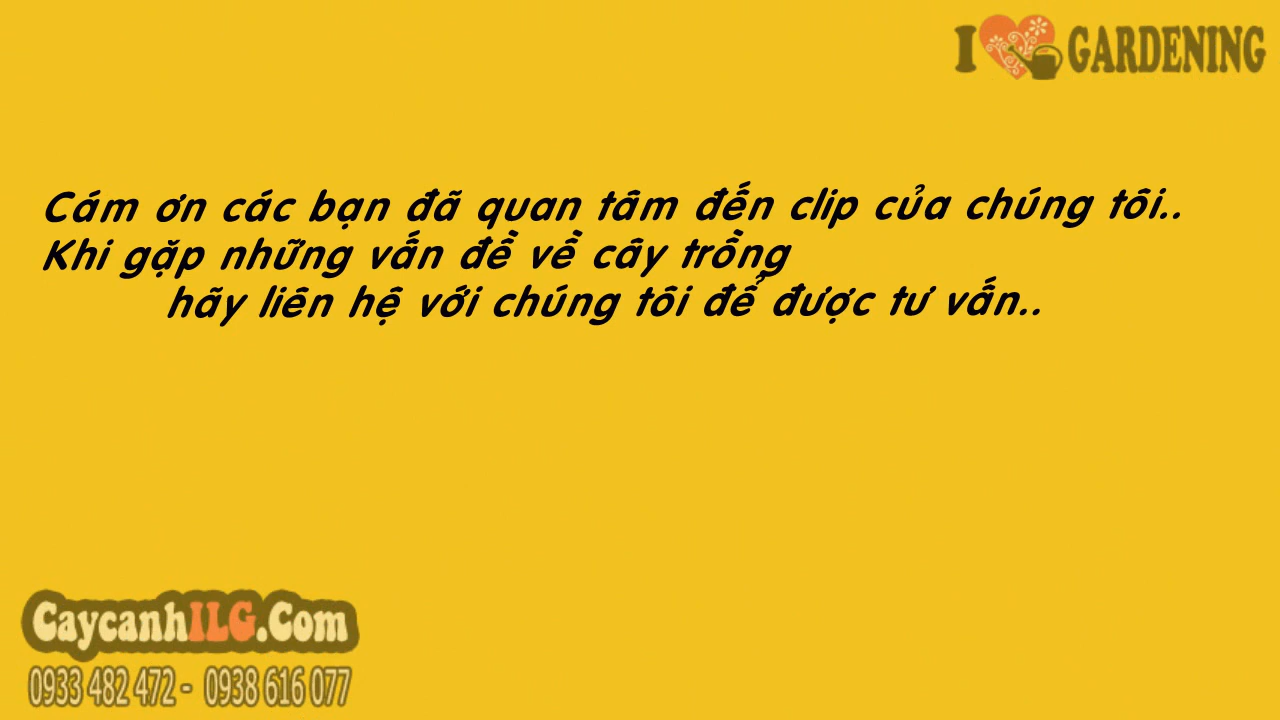 I GARDENING
Cám ơn các bạn đã quan tâm đến clip của chúng tôi..
Khi gặp những vấn đề về cây trồng
hãy liên hệ với chúng tôi để được tư vấn..
CaycanhILG.Com
0933 482 472 - 0938 616 077